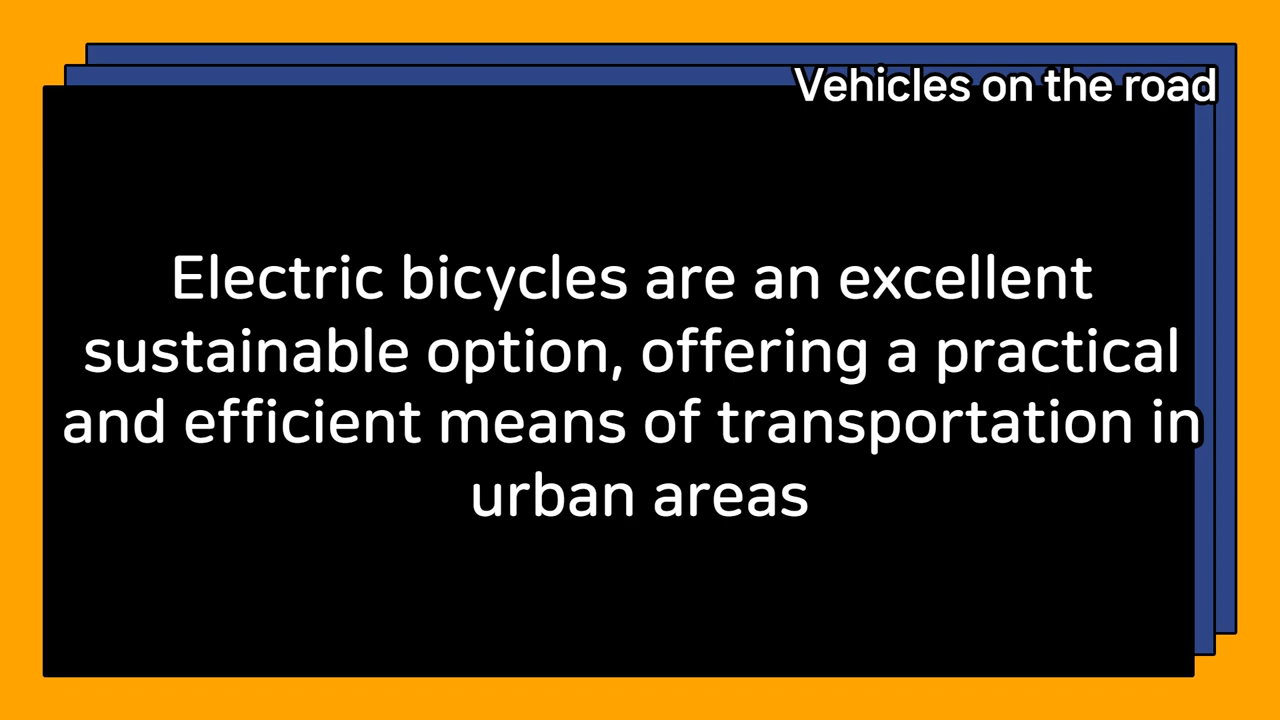 Vehicles on the road
Electric bicycles are an excellent
sustainable option, offering a practical
and efficient means of transportation in
urban areas